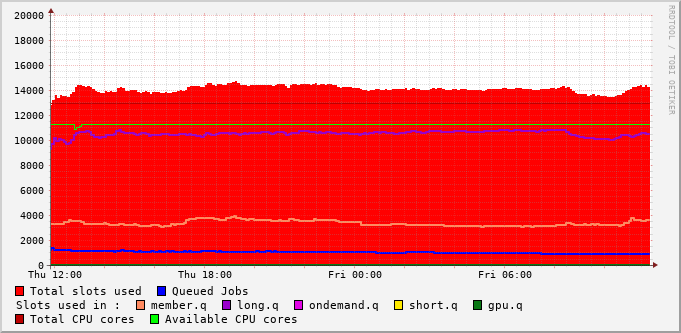 20000
18000
16000
14000
12000
10000
8000
6000
4000
2000
0
Thu 12:00 Thu 18:00 Fri 00:00 Fri 06:00
Total slots used Queued Jobs
Slots used in : member.q long.q ondemand.q short.q gpu.q
Total CPU cores Available CPU cores
RRDTOOL / TOBI OETIKER